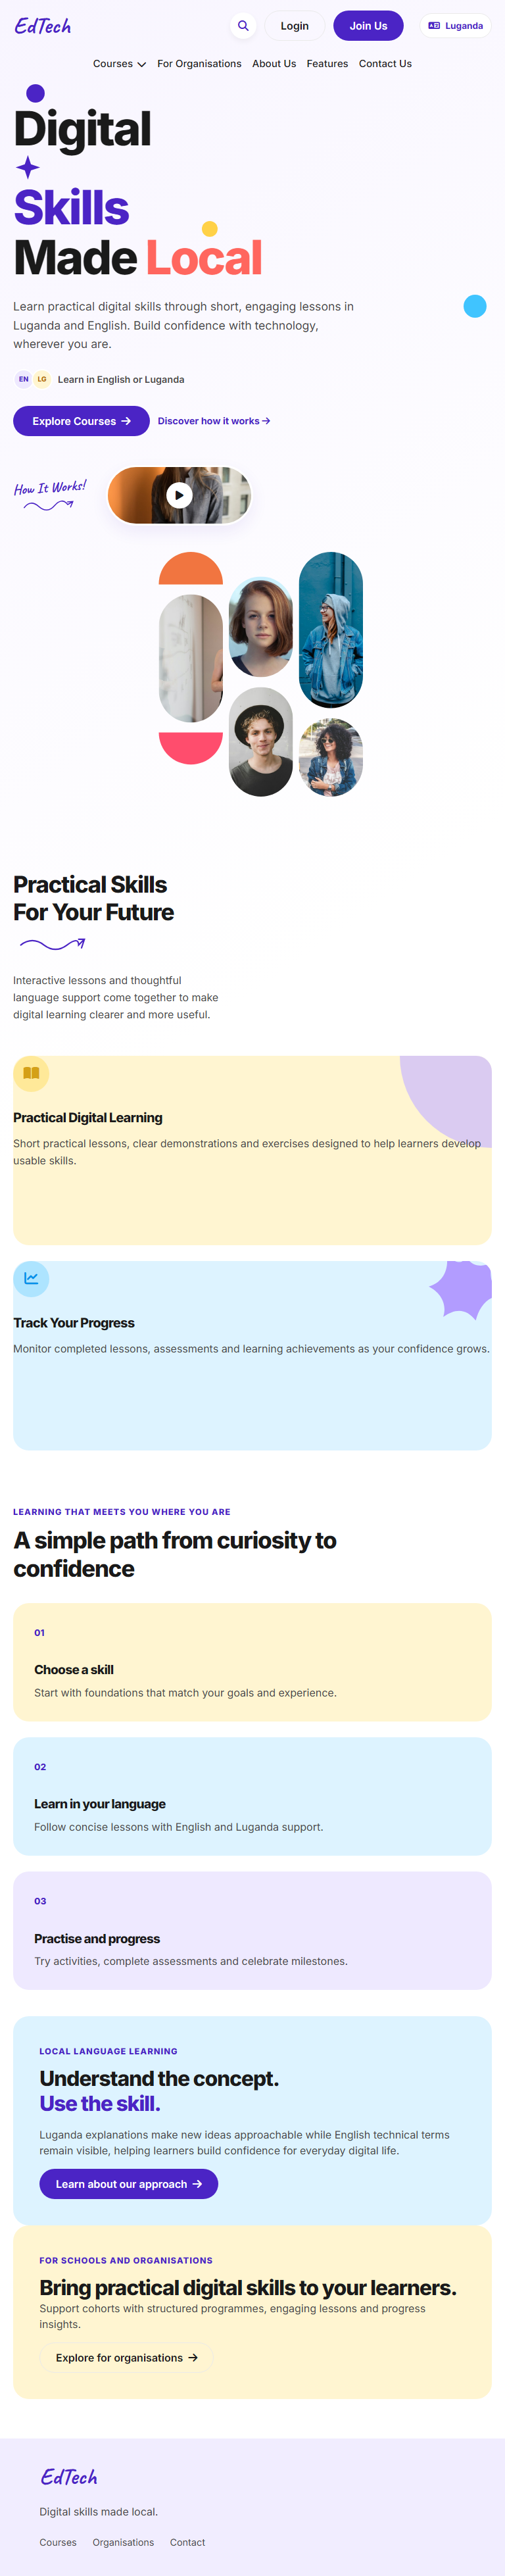 EdTech
Login
Join Us
Luganda
Courses
For Organisations
About Us
Features
Contact Us
Digital
Skills
Made Local
Learn practical digital skills through short, engaging lessons in
Luganda and English. Build confidence with technology,
wherever you are.
EN
LG
Learn in English or Luganda
Explore Courses
Discover how it works
How It Works!
Practical Skills
For Your Future
Interactive lessons and thoughtful
language support come together to make
digital learning clearer and more useful.
Practical Digital Learning
Short practical lessons, clear demonstrations and exercises designed to help learners develop
usable skills.
Track Your Progress
Monitor completed lessons, assessments and learning achievements as your confidence grows.
LEARNING THAT MEETS YOU WHERE YOU ARE
A simple path from curiosity to
confidence
01
Choose a skill
Start with foundations that match your goals and experience.
02
Learn in your language
Follow concise lessons with English and Luganda support.
03
Practise and progress
Try activities, complete assessments and celebrate milestones.
LOCAL LANGUAGE LEARNING
Understand the concept.
Use the skill.
Luganda explanations make new ideas approachable while English technical terms
remain visible, helping learners build confidence for everyday digital life.
Learn about our approach
FOR SCHOOLS AND ORGANISATIONS
Bring practical digital skills to your learners.
Support cohorts with structured programmes, engaging lessons and progress
insights.
Explore for organisations
EdTech
Digital skills made local.
Courses
Organisations
Contact